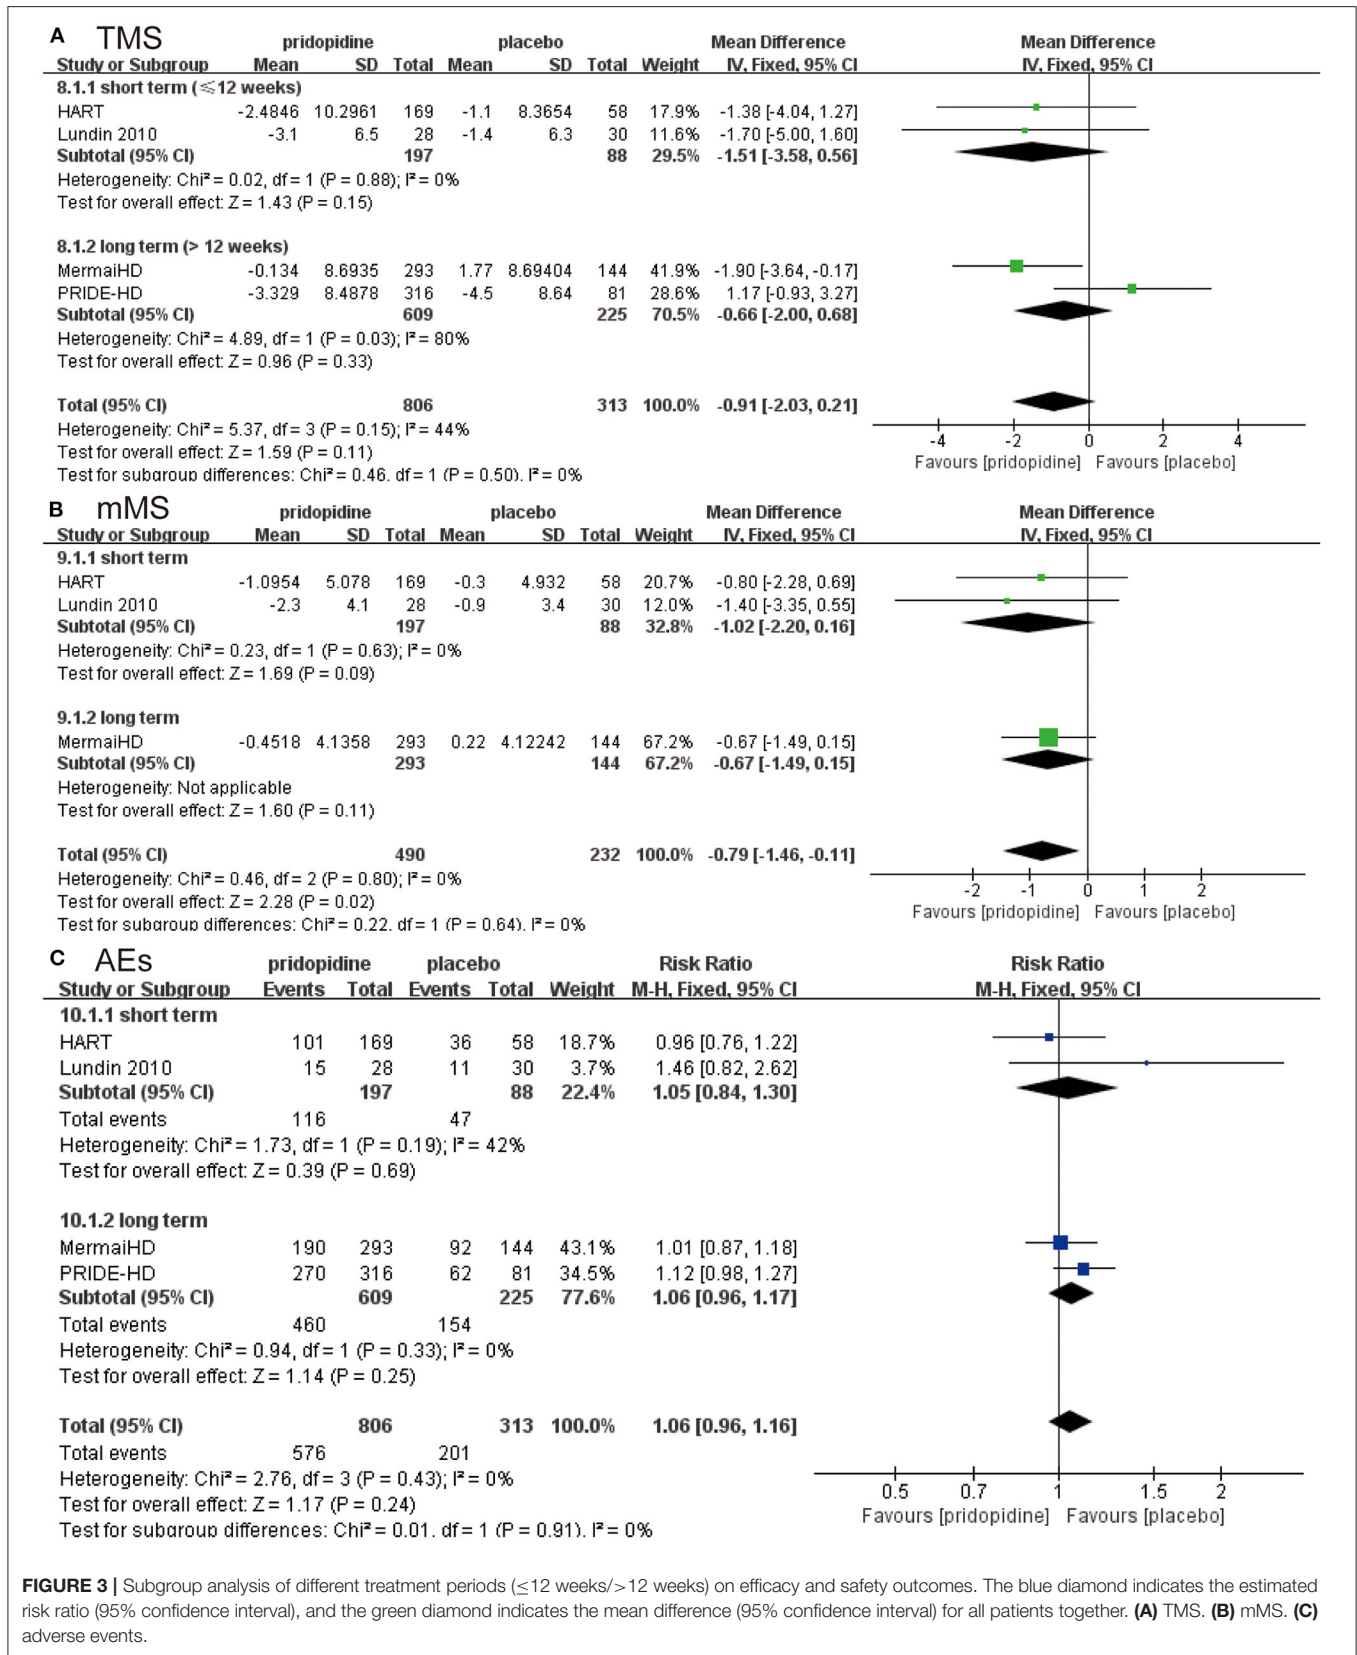 A TMS
pridopidine placebo Mean Difference Mean Difference
Study or Subgroup Mean SD Total Mean SD Total Weight IV, Fixed, 95% CI IV, Fixed, 95% CI
8.1.1 short term (≤12 weeks)
HART -2.4846 10.2961 169 -1.1 8.3654 58 17.9% -1.38 [-4.04, 1.27]
Lundin 2010 -3.1 6.5 28 -1.4 6.3 30 11.6% -1.70 [-5.00, 1.60]
Subtotal (95% CI) 197 88 29.5% -1.51 [-3.58, 0.56]
Heterogeneity: Chi² = 0.02, df = 1 (P = 0.88); I² = 0%
Test for overall effect: Z = 1.43 (P = 0.15)
8.1.2 long term (> 12 weeks)
MermaiHD -0.134 8.6935 293 1.77 8.69404 144 41.9% -1.90 [-3.64, -0.17]
PRIDE-HD -3.329 8.4878 316 -4.5 8.64 81 28.6% 1.17 [-0.93, 3.27]
Subtotal (95% CI) 609 225 70.5% -0.66 [-2.00, 0.68]
Heterogeneity: Chi² = 4.89, df = 1 (P = 0.03); I² = 80%
Test for overall effect: Z = 0.96 (P = 0.33)
Total (95% CI) 806 313 100.0% -0.91 [-2.03, 0.21]
Heterogeneity: Chi² = 5.37, df = 3 (P = 0.15); I² = 44%
Test for overall effect: Z = 1.59 (P = 0.11)
Test for subgroup differences: Chi² = 0.46, df = 1 (P = 0.50), I² = 0%
-4 -2 0 2 4
Favours [pridopidine] Favours [placebo]
B mMS
pridopidine placebo Mean Difference Mean Difference
Study or Subgroup Mean SD Total Mean SD Total Weight IV, Fixed, 95% CI IV, Fixed, 95% CI
9.1.1 short term
HART -1.0954 5.078 169 -0.3 4.932 58 20.7% -0.80 [-2.28, 0.69]
Lundin 2010 -2.3 4.1 28 -0.9 3.4 30 12.0% -1.40 [-3.35, 0.55]
Subtotal (95% CI) 197 88 32.8% -1.02 [-2.20, 0.16]
Heterogeneity: Chi² = 0.23, df = 1 (P = 0.63); I² = 0%
Test for overall effect: Z = 1.69 (P = 0.09)
9.1.2 long term
MermaiHD -0.4518 4.1358 293 0.22 4.12242 144 67.2% -0.67 [-1.49, 0.15]
Subtotal (95% CI) 293 144 67.2% -0.67 [-1.49, 0.15]
Heterogeneity: Not applicable
Test for overall effect: Z = 1.60 (P = 0.11)
Total (95% CI) 490 232 100.0% -0.79 [-1.46, -0.11]
Heterogeneity: Chi² = 0.46, df = 2 (P = 0.80); I² = 0%
Test for overall effect: Z = 2.28 (P = 0.02)
Test for subgroup differences: Chi² = 0.22, df = 1 (P = 0.64), I² = 0%
-2 -1 0 1 2
Favours [pridopidine] Favours [placebo]
C AEs
pridopidine placebo Risk Ratio Risk Ratio
Study or Subgroup Events Total Events Total Weight M-H, Fixed, 95% CI M-H, Fixed, 95% CI
10.1.1 short term
HART 101 169 36 58 18.7% 0.96 [0.76, 1.22]
Lundin 2010 15 28 11 30 3.7% 1.46 [0.82, 2.62]
Subtotal (95% CI) 197 88 22.4% 1.05 [0.84, 1.30]
Total events 116 47
Heterogeneity: Chi² = 1.73, df = 1 (P = 0.19); I² = 42%
Test for overall effect: Z = 0.39 (P = 0.69)
10.1.2 long term
MermaiHD 190 293 92 144 43.1% 1.01 [0.87, 1.18]
PRIDE-HD 270 316 62 81 34.5% 1.12 [0.98, 1.27]
Subtotal (95% CI) 609 225 77.6% 1.06 [0.96, 1.17]
Total events 460 154
Heterogeneity: Chi² = 0.94, df = 1 (P = 0.33); I² = 0%
Test for overall effect: Z = 1.14 (P = 0.25)
Total (95% CI) 806 313 100.0% 1.06 [0.96, 1.16]
Total events 576 201
Heterogeneity: Chi² = 2.76, df = 3 (P = 0.43); I² = 0%
Test for overall effect: Z = 1.17 (P = 0.24)
Test for subgroup differences: Chi² = 0.01, df = 1 (P = 0.91), I² = 0%
0.5 0.7 1 1.5 2
Favours [pridopidine] Favours [placebo]
FIGURE 3 | Subgroup analysis of different treatment periods (≤12 weeks/>12 weeks) on efficacy and safety outcomes. The blue diamond indicates the estimated
risk ratio (95% confidence interval), and the green diamond indicates the mean difference (95% confidence interval) for all patients together. (A) TMS. (B) mMS. (C)
adverse events.